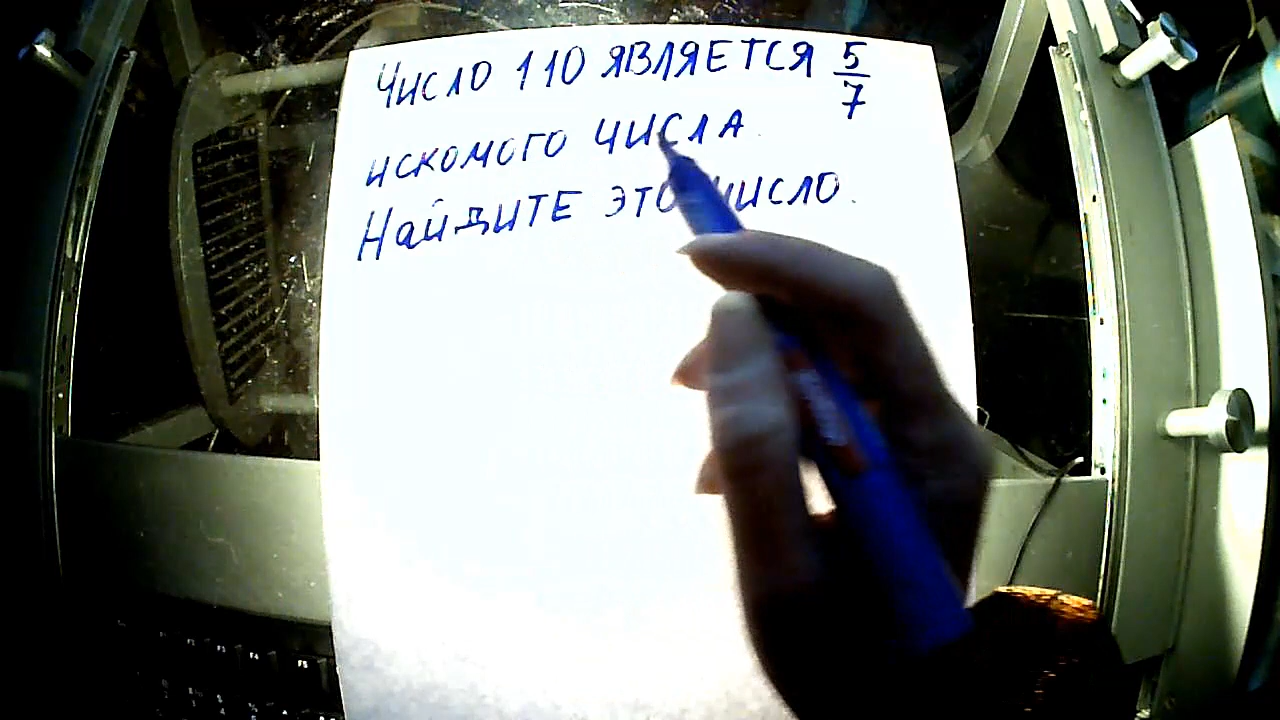 Число 110 является 5/7
искомого числа.
Найдите это число.